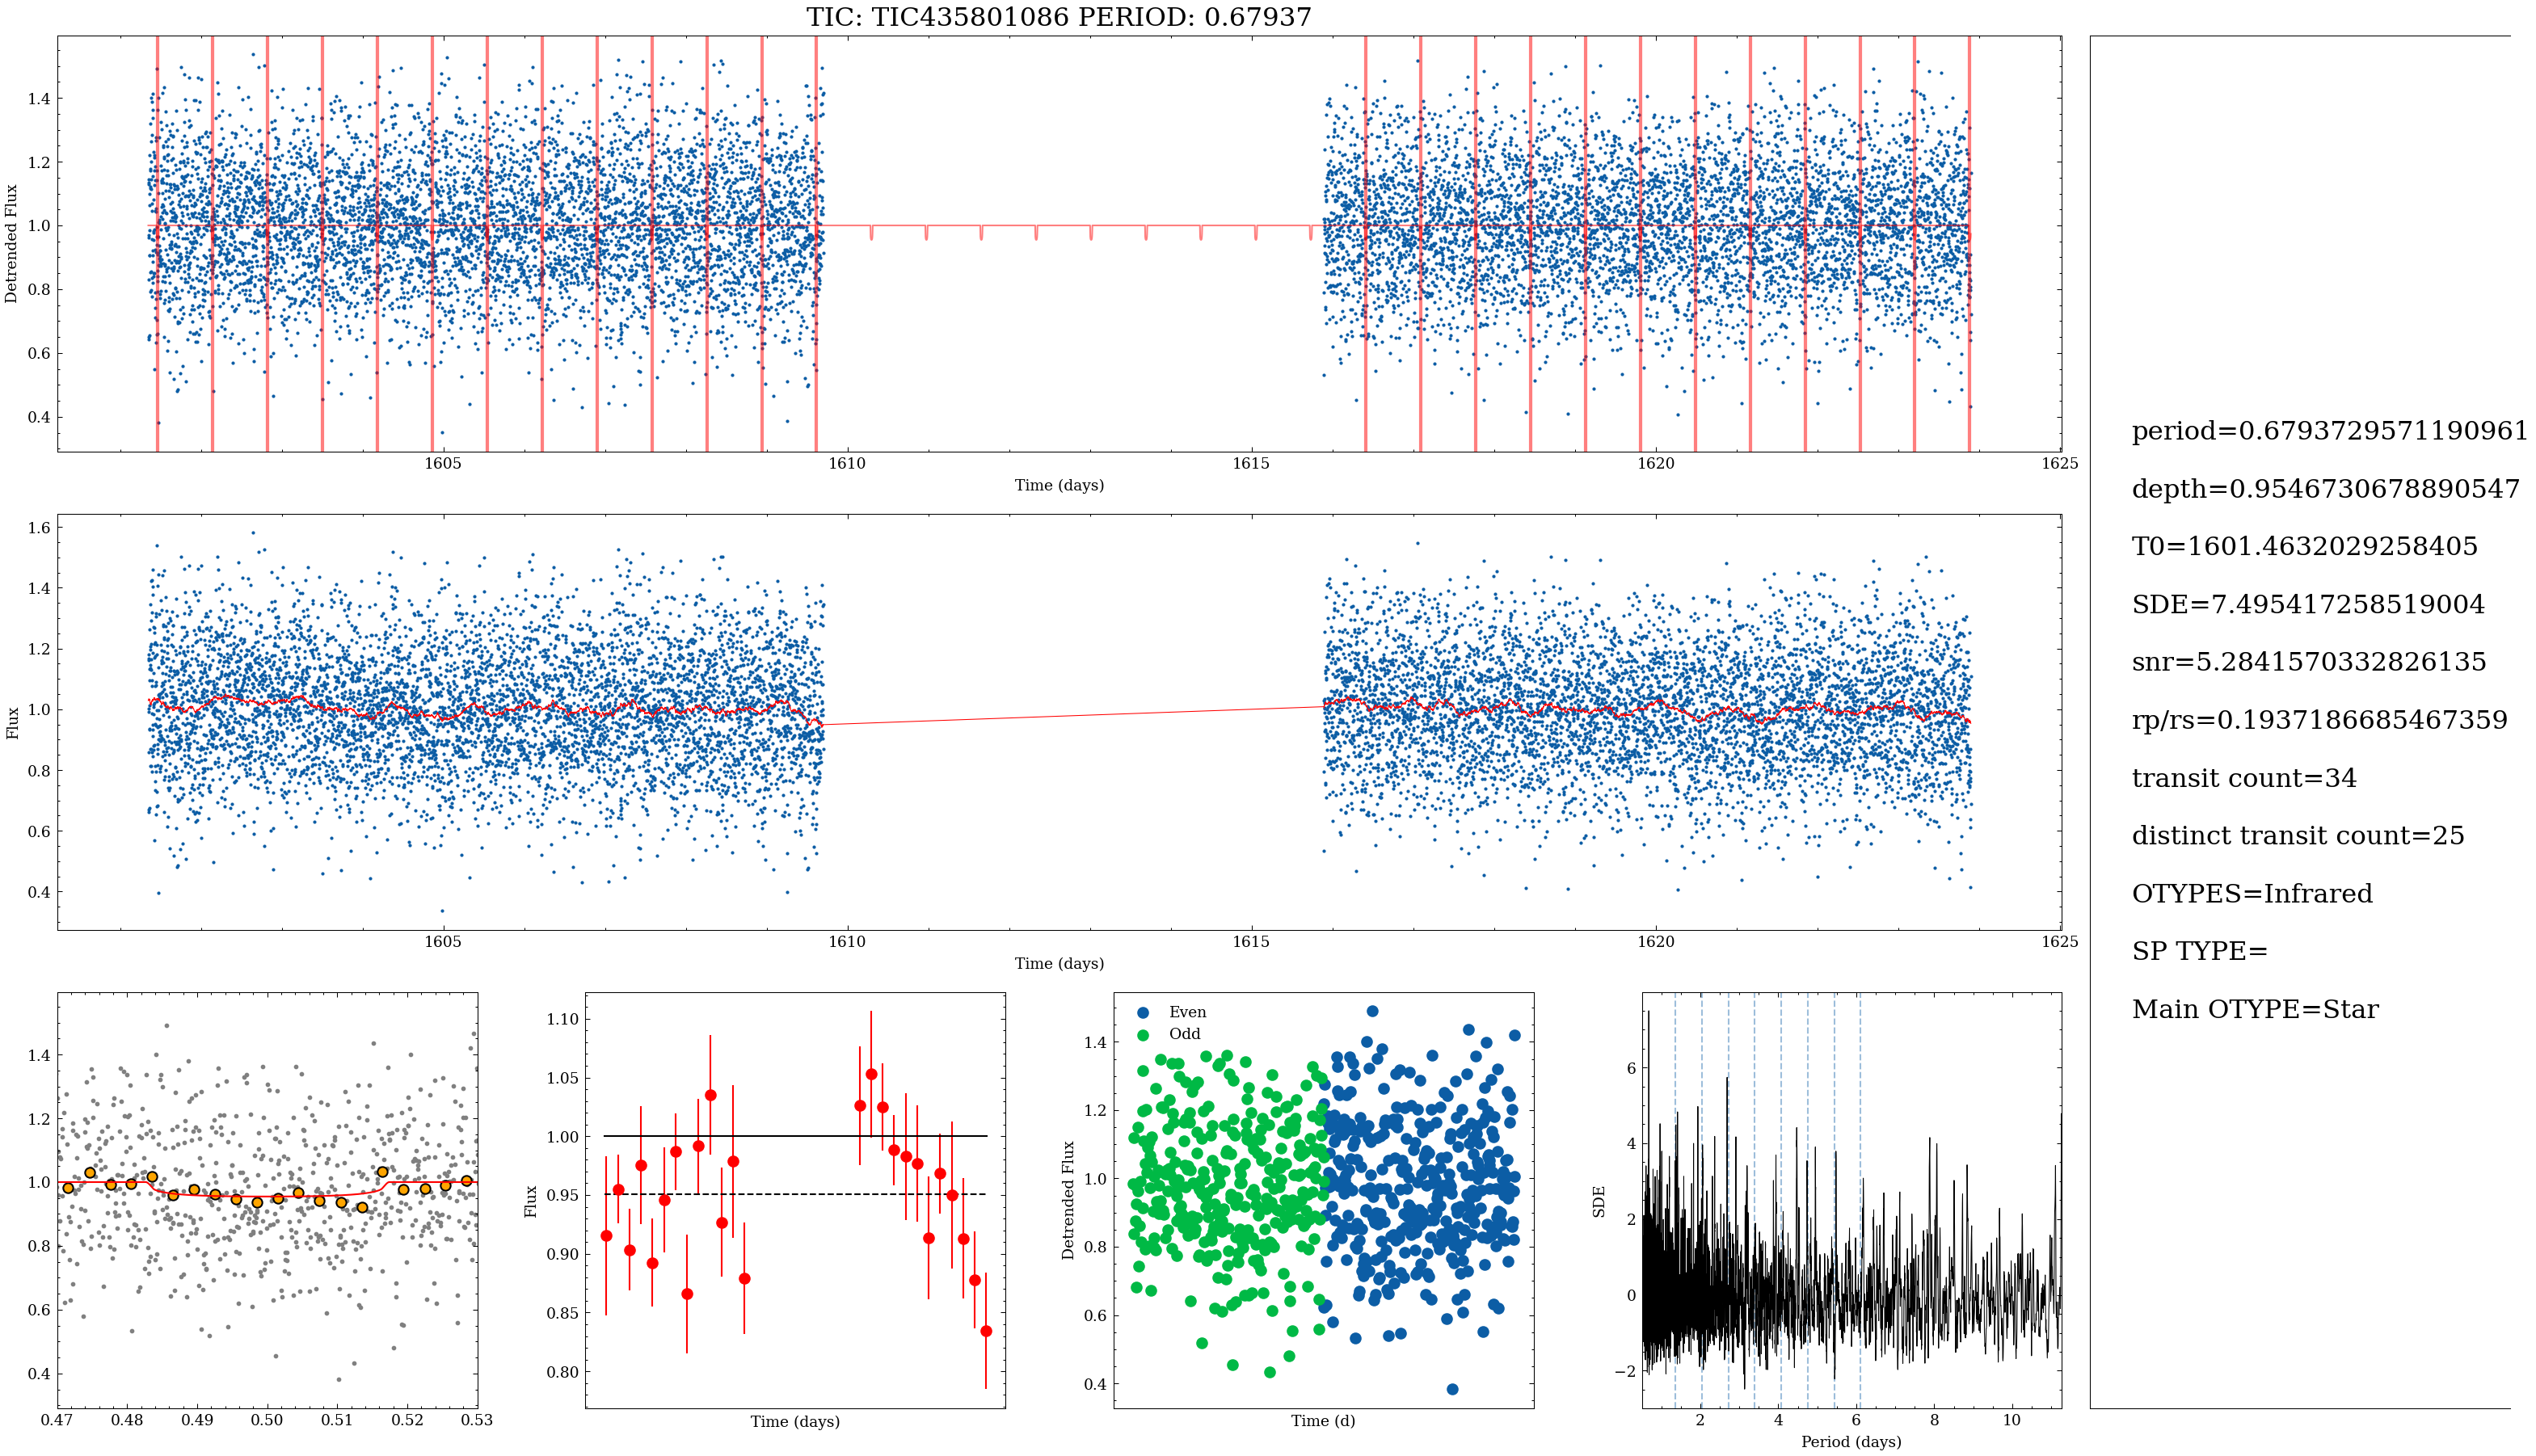 TIC: TIC435801086 PERIOD: 0.67937
Detrended Flux
1.4
1.2
1.0
0.8
0.6
0.4
1605
1610
1615
1620
1625
Time (days)
Flux
1.6
1.4
1.2
1.0
0.8
0.6
0.4
1605
1610
1615
1620
1625
Time (days)
1.4
1.2
1.0
0.8
0.6
0.4
0.47
0.48
0.49
0.50
0.51
0.52
0.53
Flux
1.10
1.05
1.00
0.95
0.90
0.85
0.80
Time (days)
Detrended Flux
Even
Odd
1.4
1.2
1.0
0.8
0.6
0.4
Time (d)
SDE
6
4
2
0
−2
2
4
6
8
10
Period (days)
period=0.6793729571190961
depth=0.9546730678890547
T0=1601.4632029258405
SDE=7.495417258519004
snr=5.2841570332826135
rp/rs=0.1937186685467359
transit count=34
distinct transit count=25
OTYPES=Infrared
SP TYPE=
Main OTYPE=Star